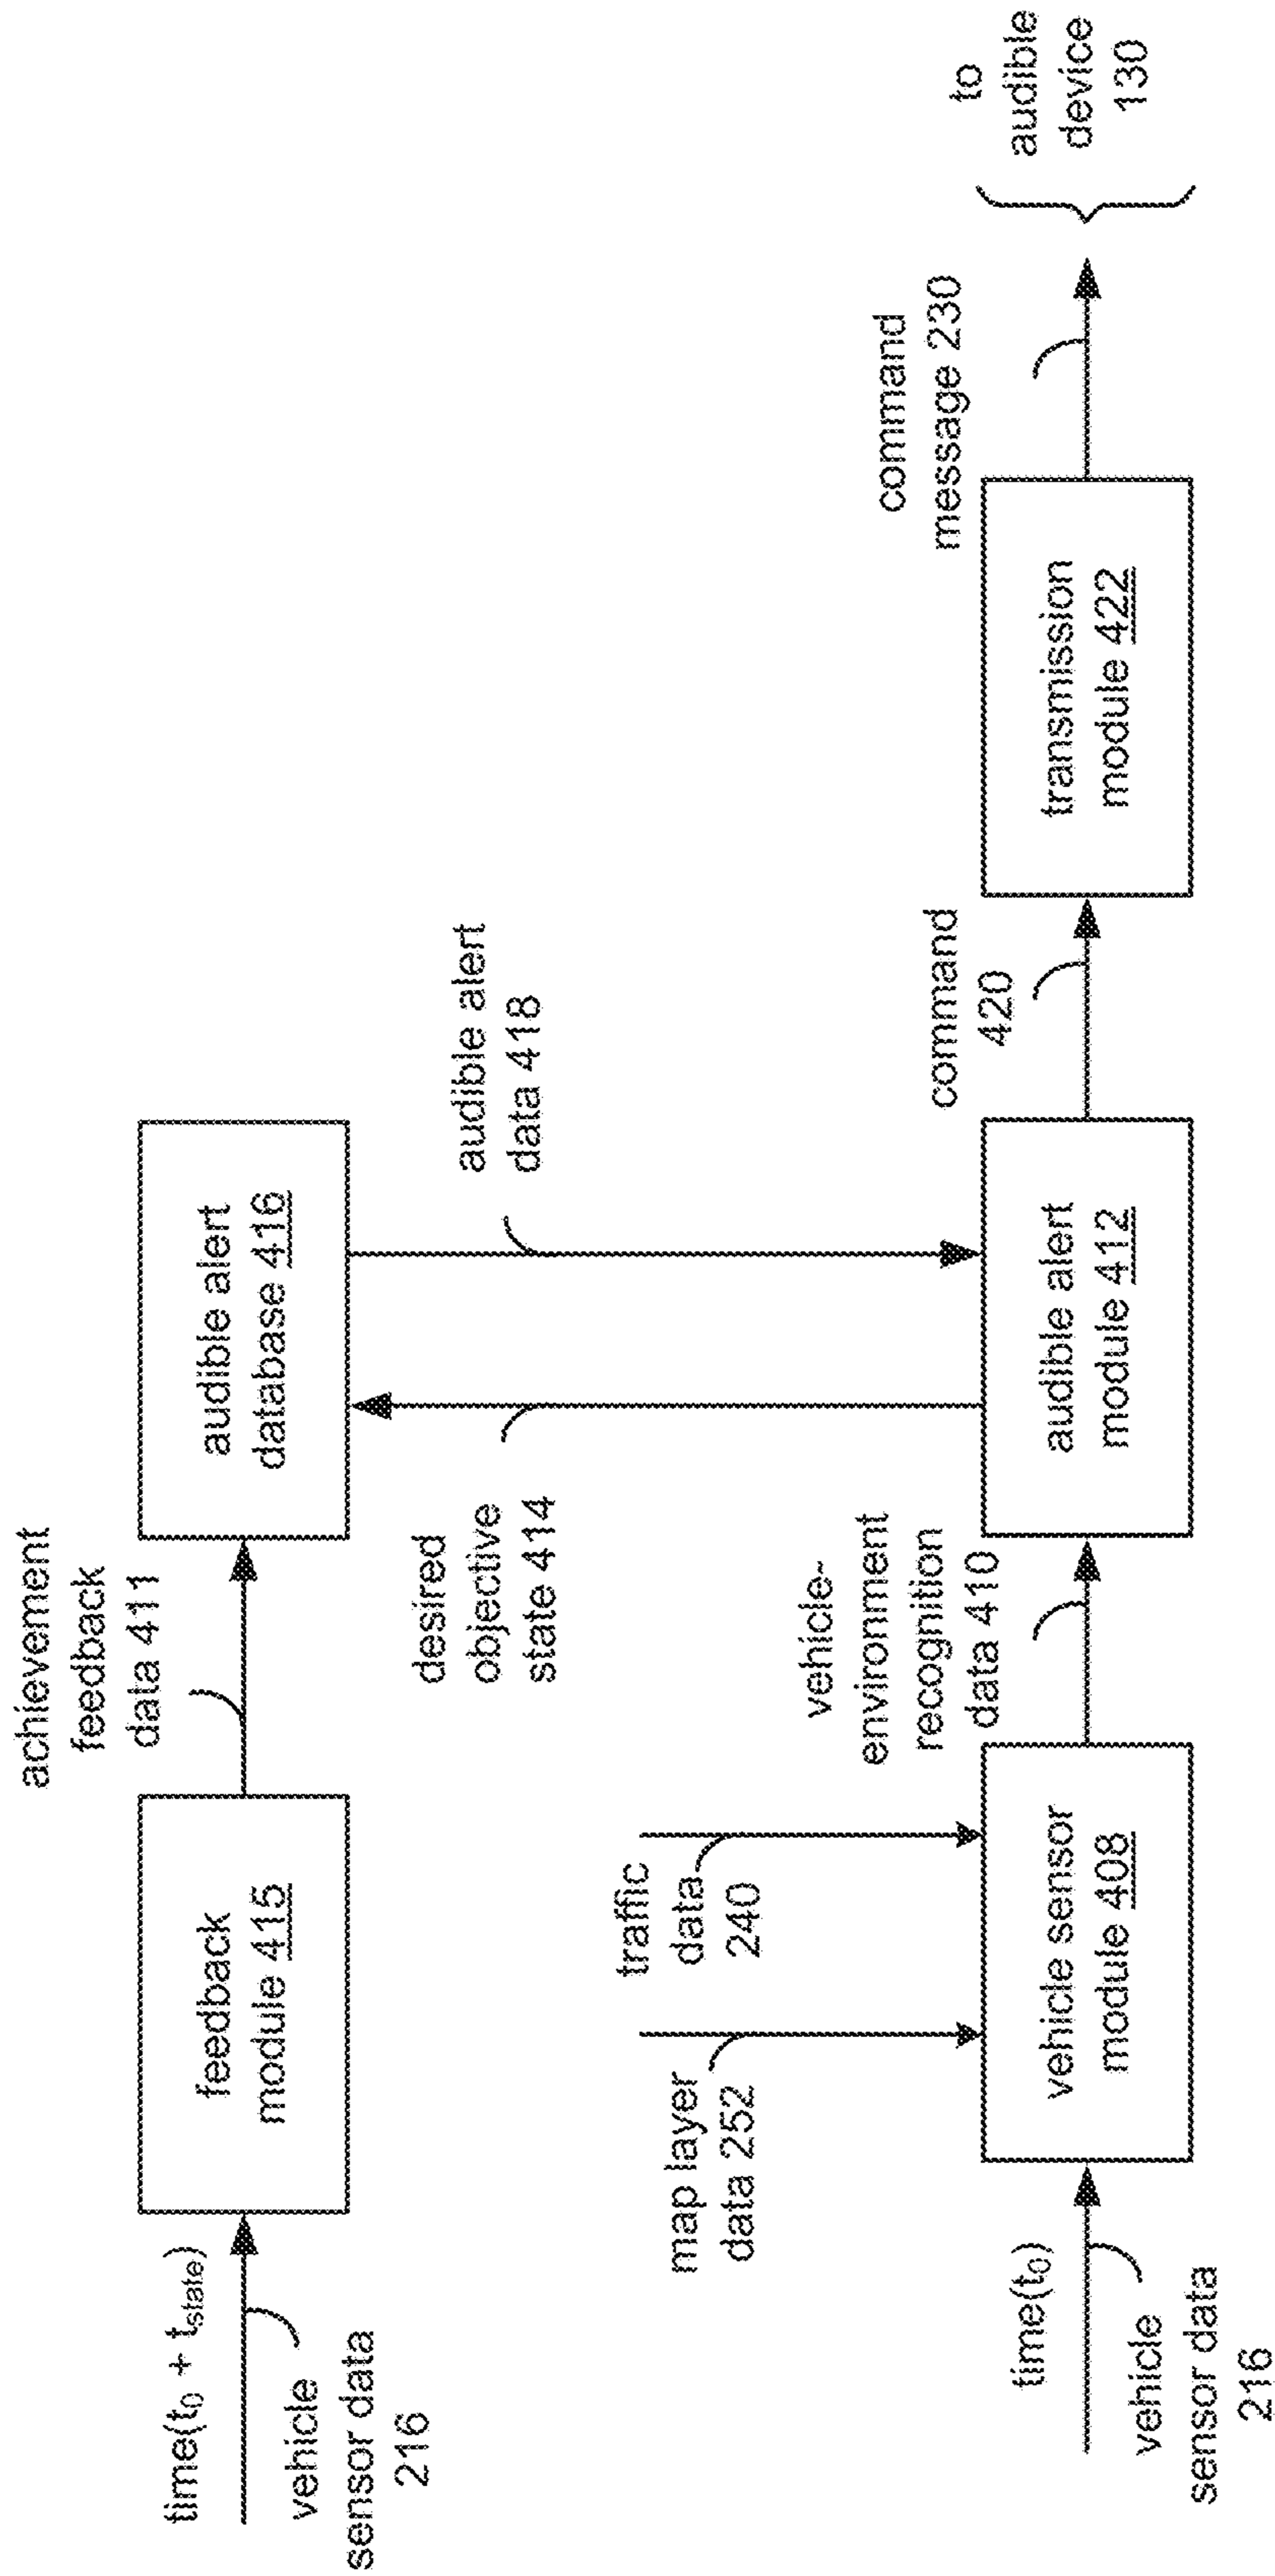 time(t0 + tstate)
vehicle
sensor data
216
feedback
module 415
achievement
feedback
data 411
audible alert
database 416
desired
objective
state 414
audible alert
data 418
map layer
data 252
traffic
data
240
time(t0)
vehicle
sensor data
216
vehicle sensor
module 408
vehicle-
environment
recognition
data 410
audible alert
module 412
command
420
transmission
module 422
command
message 230
to
audible
device
130